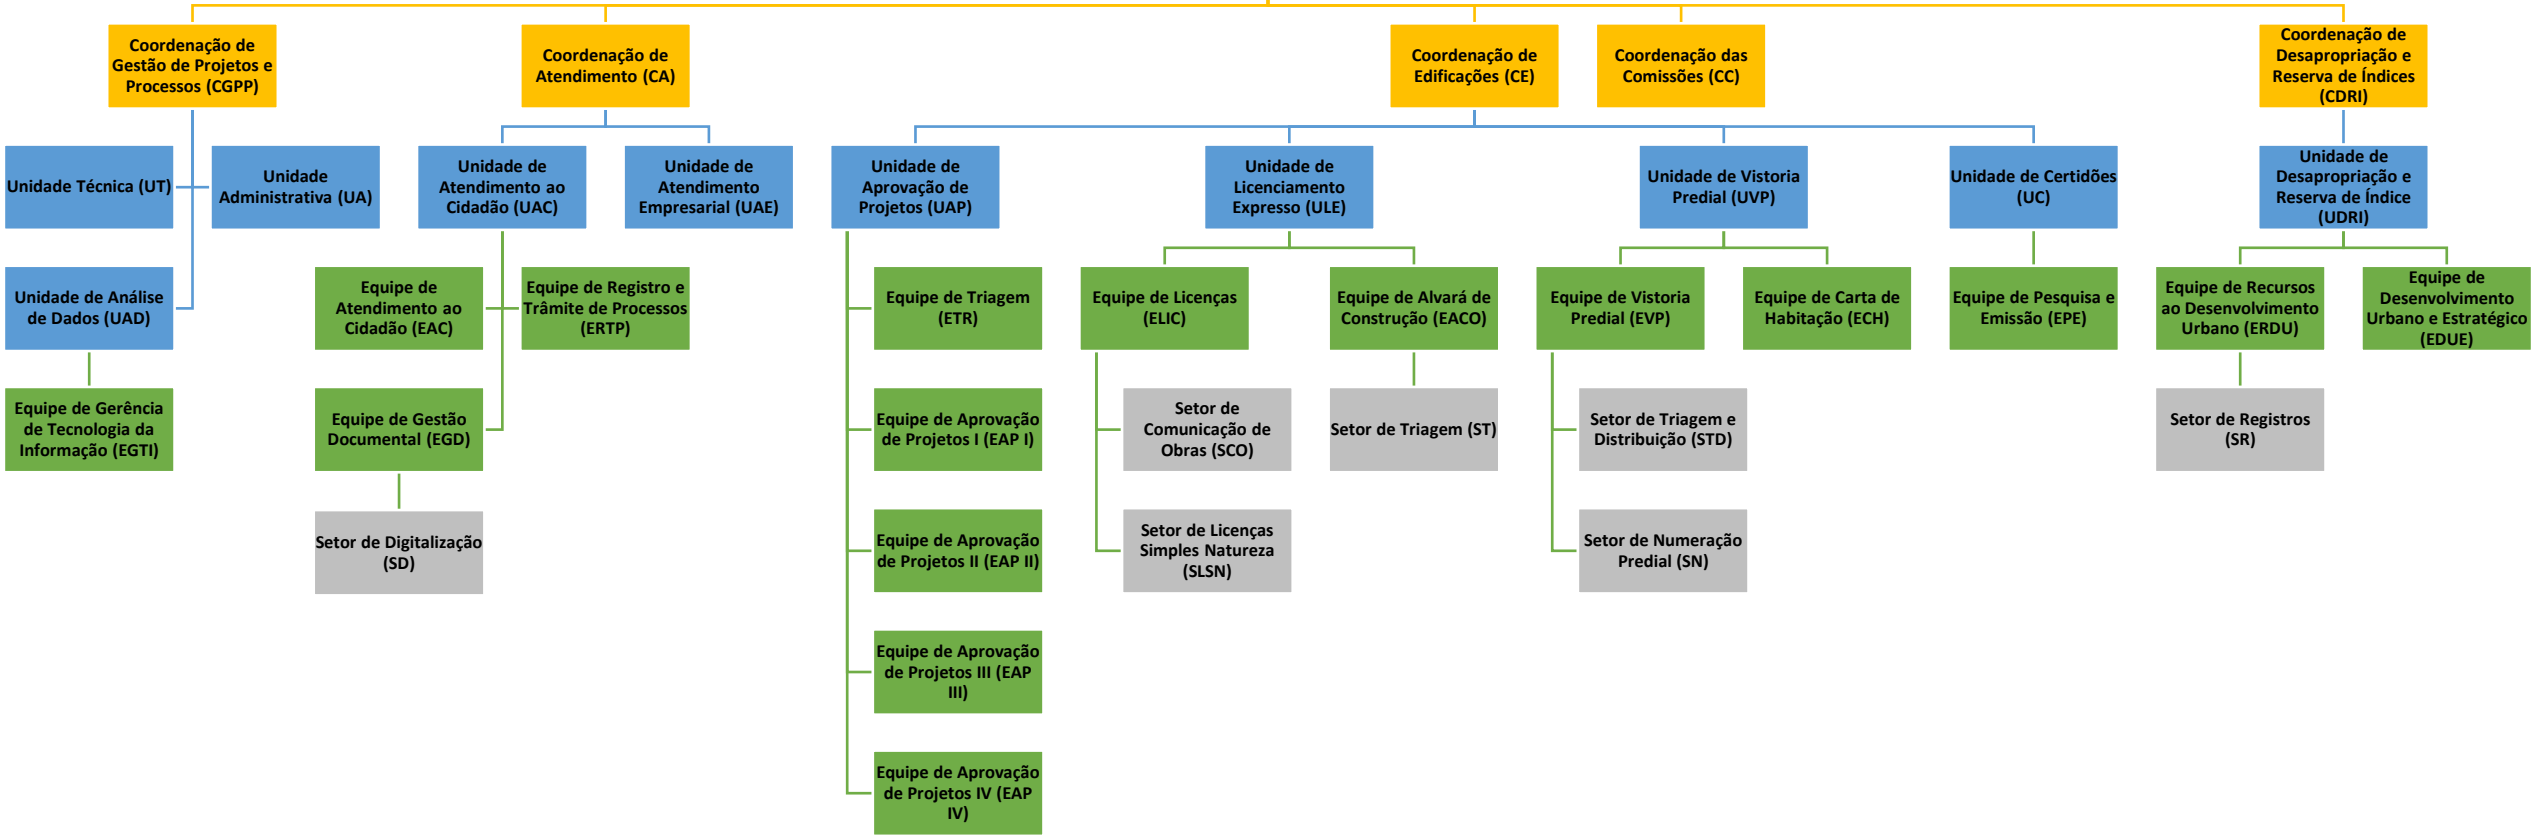 Coordenação de
Gestão de Projetos e
Processos (CGPP)
Coordenação de
Atendimento (CA)
Coordenação de
Edificações (CE)
Coordenação das
Comissões (CC)
Coordenação de
Desapropriação e
Reserva de Índices
(CDRI)
Unidade Técnica (UT)
Unidade
Administrativa (UA)
Unidade de
Atendimento ao
Cidadão (UAC)
Unidade de
Atendimento
Empresarial (UAE)
Unidade de
Aprovação de
Projetos (UAP)
Unidade de
Licenciamento
Expresso (ULE)
Unidade de Vistoria
Predial (UVP)
Unidade de Certidões
(UC)
Unidade de
Desapropriação e
Reserva de Índice
(UDRI)
Unidade de Análise
de Dados (UAD)
Equipe de
Atendimento ao
Cidadão (EAC)
Equipe de Registro e
Trâmite de Processos
(ERTP)
Equipe de Triagem
(ETR)
Equipe de Licenças
(ELIC)
Equipe de Alvará de
Construção (EACO)
Equipe de Vistoria
Predial (EVP)
Equipe de Carta de
Habitação (ECH)
Equipe de Pesquisa e
Emissão (EPE)
Equipe de Recursos
ao Desenvolvimento
Urbano (ERDU)
Equipe de
Desenvolvimento
Urbano e Estratégico
(EDUE)
Equipe de Gerência
de Tecnologia da
Informação (EGTI)
Equipe de Gestão
Documental (EGD)
Equipe de Aprovação
de Projetos I (EAP I)
Setor de
Comunicação de
Obras (SCO)
Setor de Triagem (ST)
Setor de Triagem e
Distribuição (STD)
Setor de Registros
(SR)
Setor de Digitalização
(SD)
Equipe de Aprovação
de Projetos II (EAP II)
Setor de Licenças
Simples Natureza
(SLSN)
Setor de Numeração
Predial (SN)
Equipe de Aprovação
de Projetos III (EAP
III)
Equipe de Aprovação
de Projetos IV (EAP
IV)